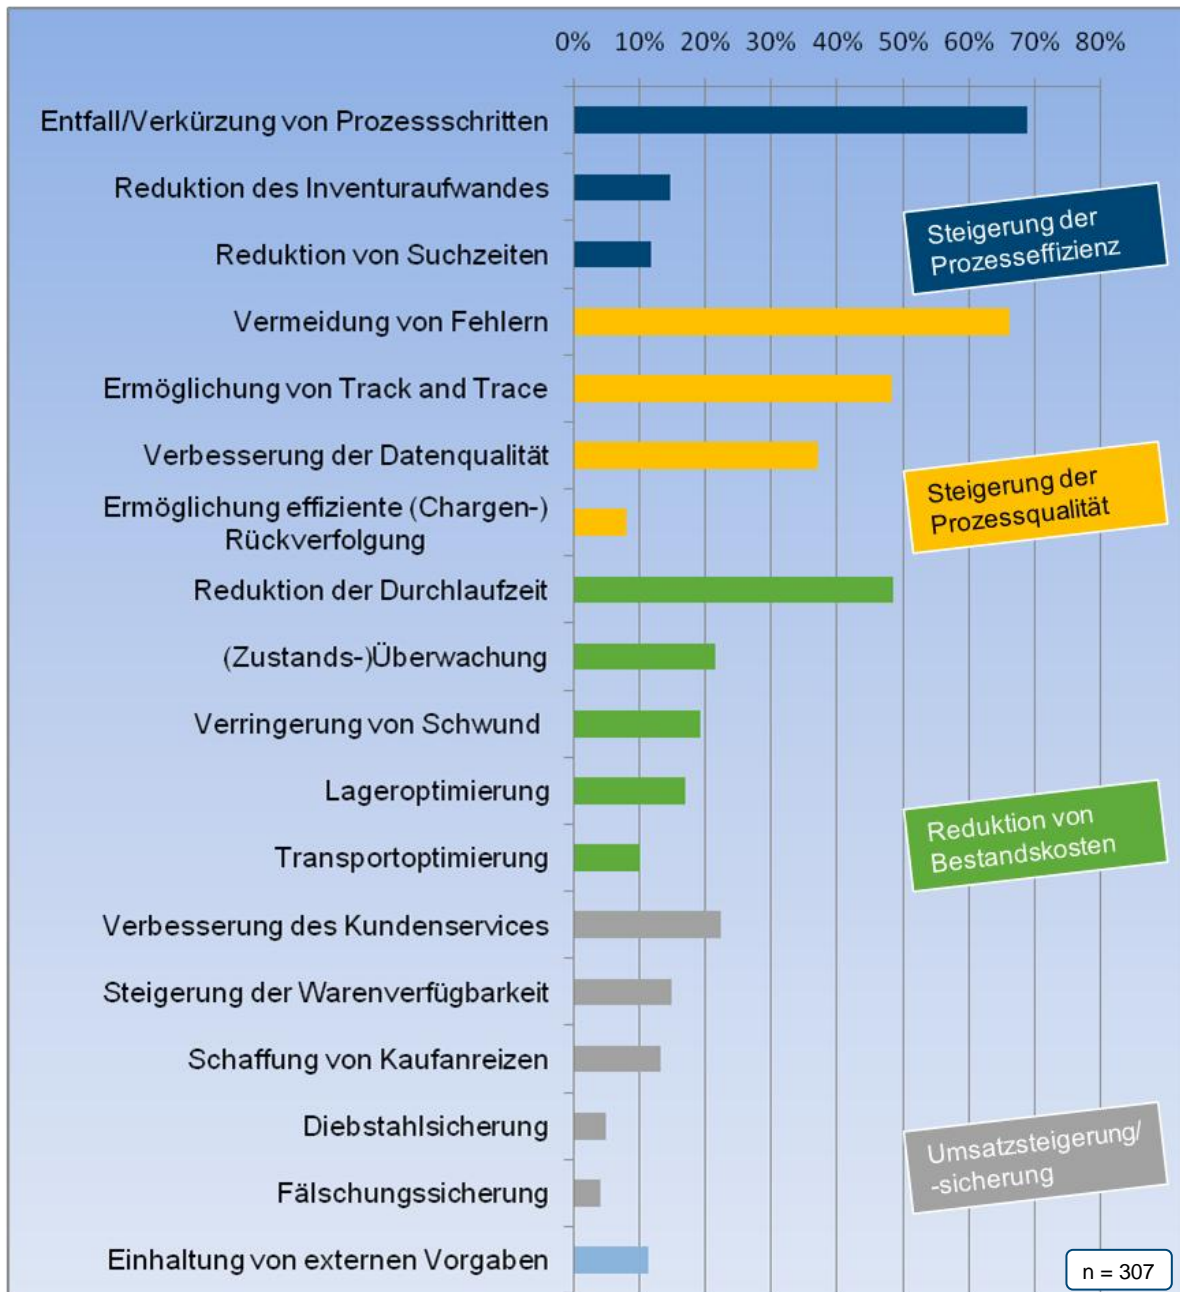 0% 10% 20% 30% 40% 50% 60% 70% 80%
Entfall/Verkürzung von Prozessschritten
Reduktion des Inventuraufwandes
Reduktion von Suchzeiten
Steigerung der
Prozesseffizienz
Vermeidung von Fehlern
Ermöglichung von Track and Trace
Verbesserung der Datenqualität
Ermöglichung effiziente (Chargen-)
Rückverfolgung
Steigerung der
Prozessqualität
Reduktion der Durchlaufzeit
(Zustands-)Überwachung
Verringerung von Schwund
Lageroptimierung
Transportoptimierung
Reduktion von
Bestandskosten
Verbesserung des Kundenservices
Steigerung der Warenverfügbarkeit
Schaffung von Kaufanreizen
Diebstahlsicherung
Fälschungssicherung
Umsatzsteigerung/
-sicherung
Einhaltung von externen Vorgaben
n = 307